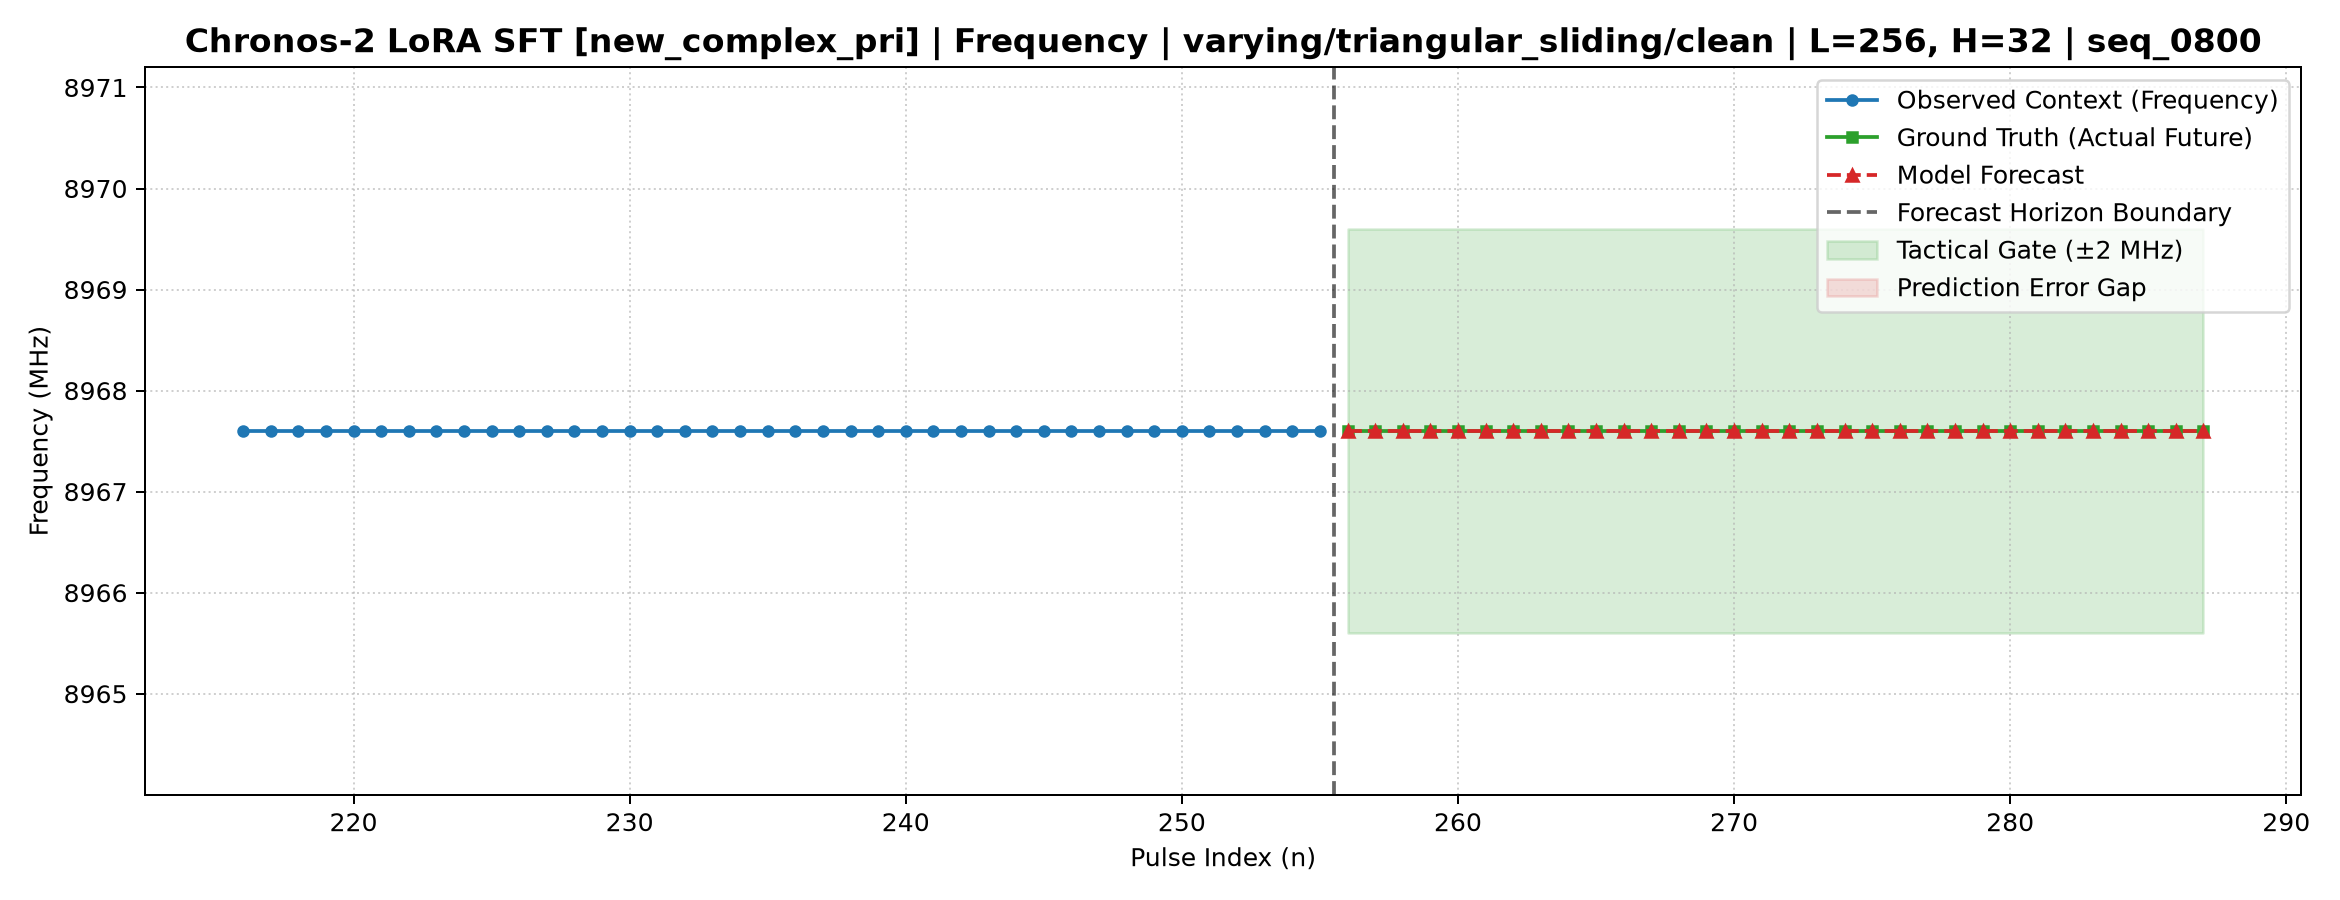 Chronos-2 LoRA SFT [new_complex_pri] | Frequency | varying/triangular_sliding/clean | L=256, H=32 | seq_0800
Frequency (MHz)
8971
8970
8969
8968
8967
8966
8965
Observed Context (Frequency)
Ground Truth (Actual Future)
Model Forecast
Forecast Horizon Boundary
Tactical Gate (±2 MHz)
Prediction Error Gap
220 230 240 250 260 270 280 290
Pulse Index (n)